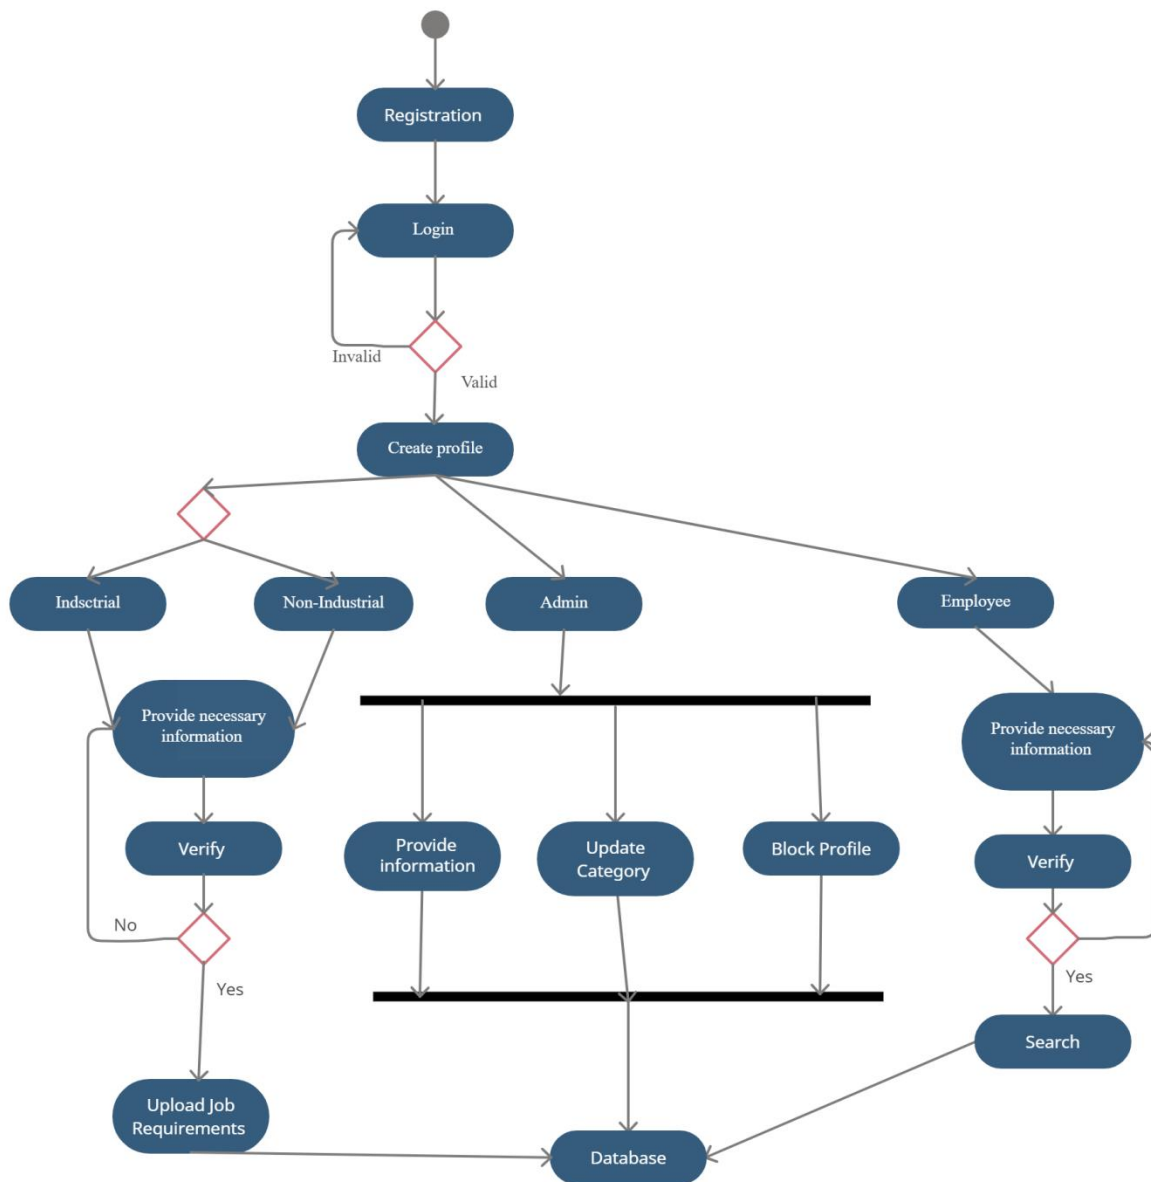 Registration
Login
Invalid
Valid
Create profile
Indsctrial
Non-Industrial
Admin
Employee
Provide necessary
information
Provide necessary
information
Verify
Provide
information
Update
Category
Block Profile
Verify
No
Yes
Yes
Search
Upload Job
Requirements
Database